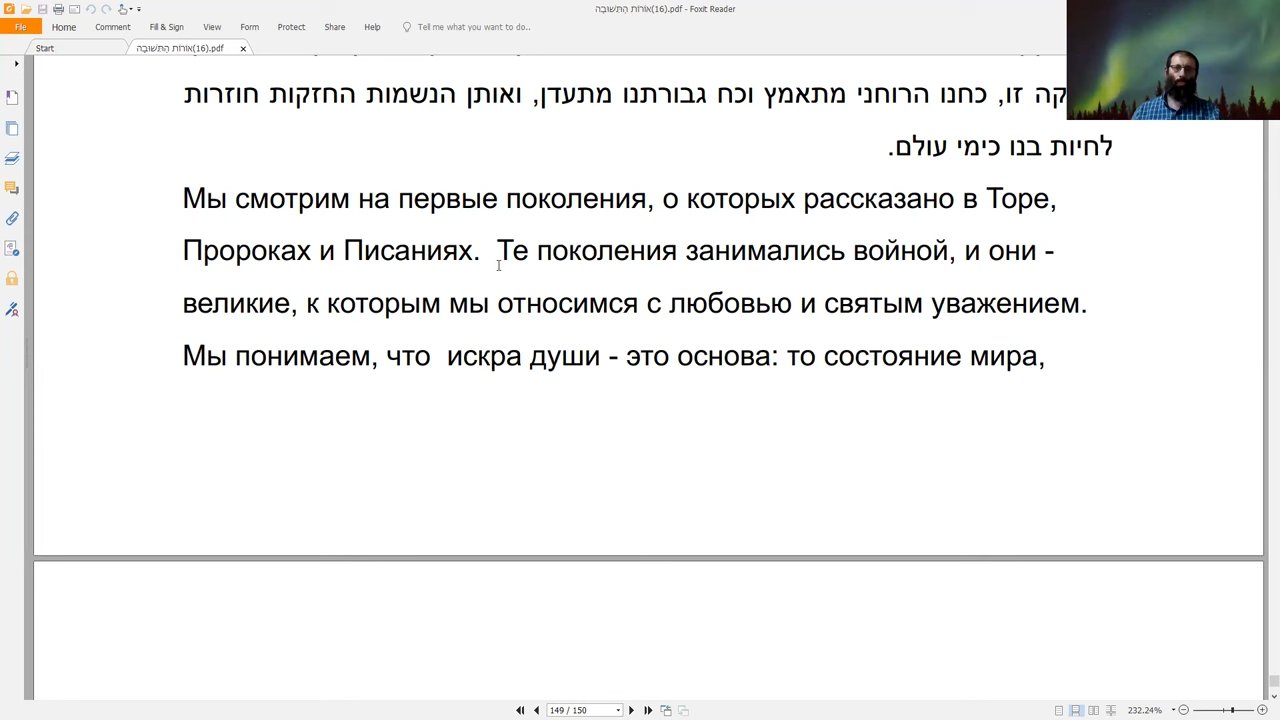 אורות התשובה(16).pdf - Foxit Reader
File Home Comment Fill & Sign View Form Protect Share Help Tell me what you want to do..
Start אורות התשובה(16).pdf
זו, כחנו הרוחני מתאמץ וכח גבורתנו מתעדן, ואותן הנשמות החזקות חוזרות
לחיות בנו כימי עולם.
Мы смотрим на первые поколения, о которых рассказано в Торе,
Пророках и Писаниях. Те поколения занимались войной, и они -
великие, к которым мы относимся с любовью и святым уважением.
Мы понимаем, что искра души - это основа: то состояние мира,
149 / 150 232.24%